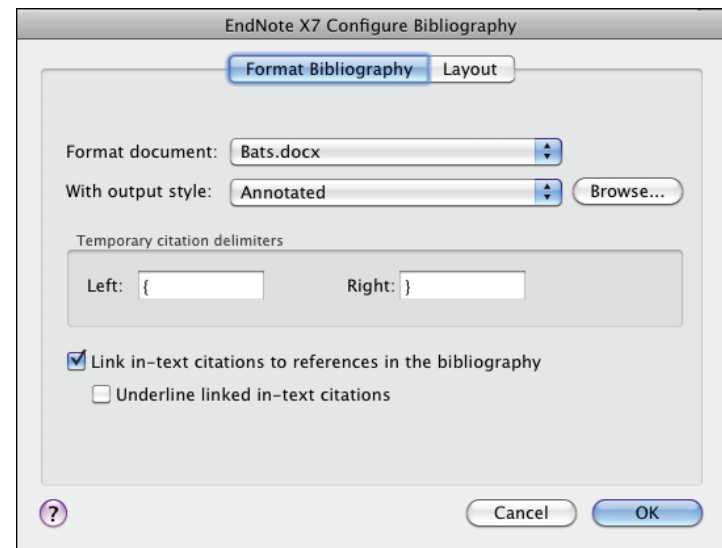 EndNote X7 Configure Bibliography
Format Bibliography Layout
Format document: Bats.docx
With output style: Annotated Browse...
Temporary citation delimiters
Left: { Right: }
Link in-text citations to references in the bibliography
Underline linked in-text citations
? Cancel OK